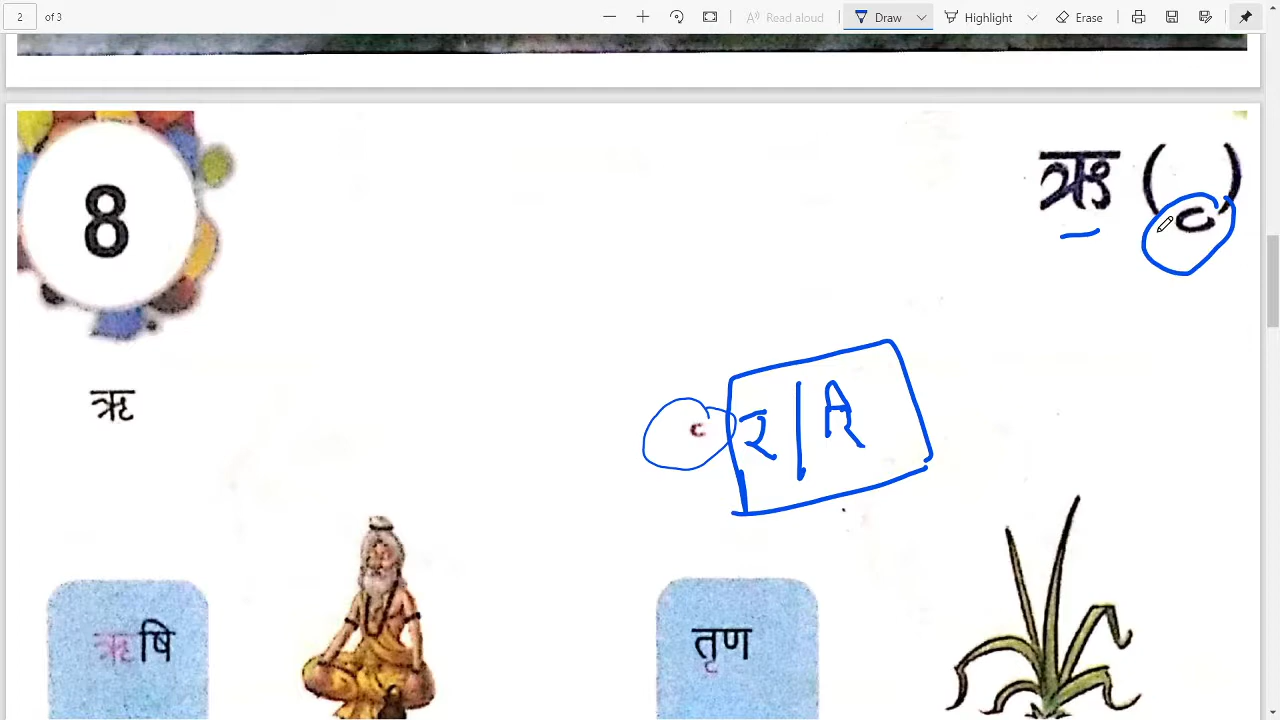 2 of 3 Read aloud Draw Highlight Erase
8
ऋ ( ृ )
ऋ
ृ र | R
ऋषि
तृण